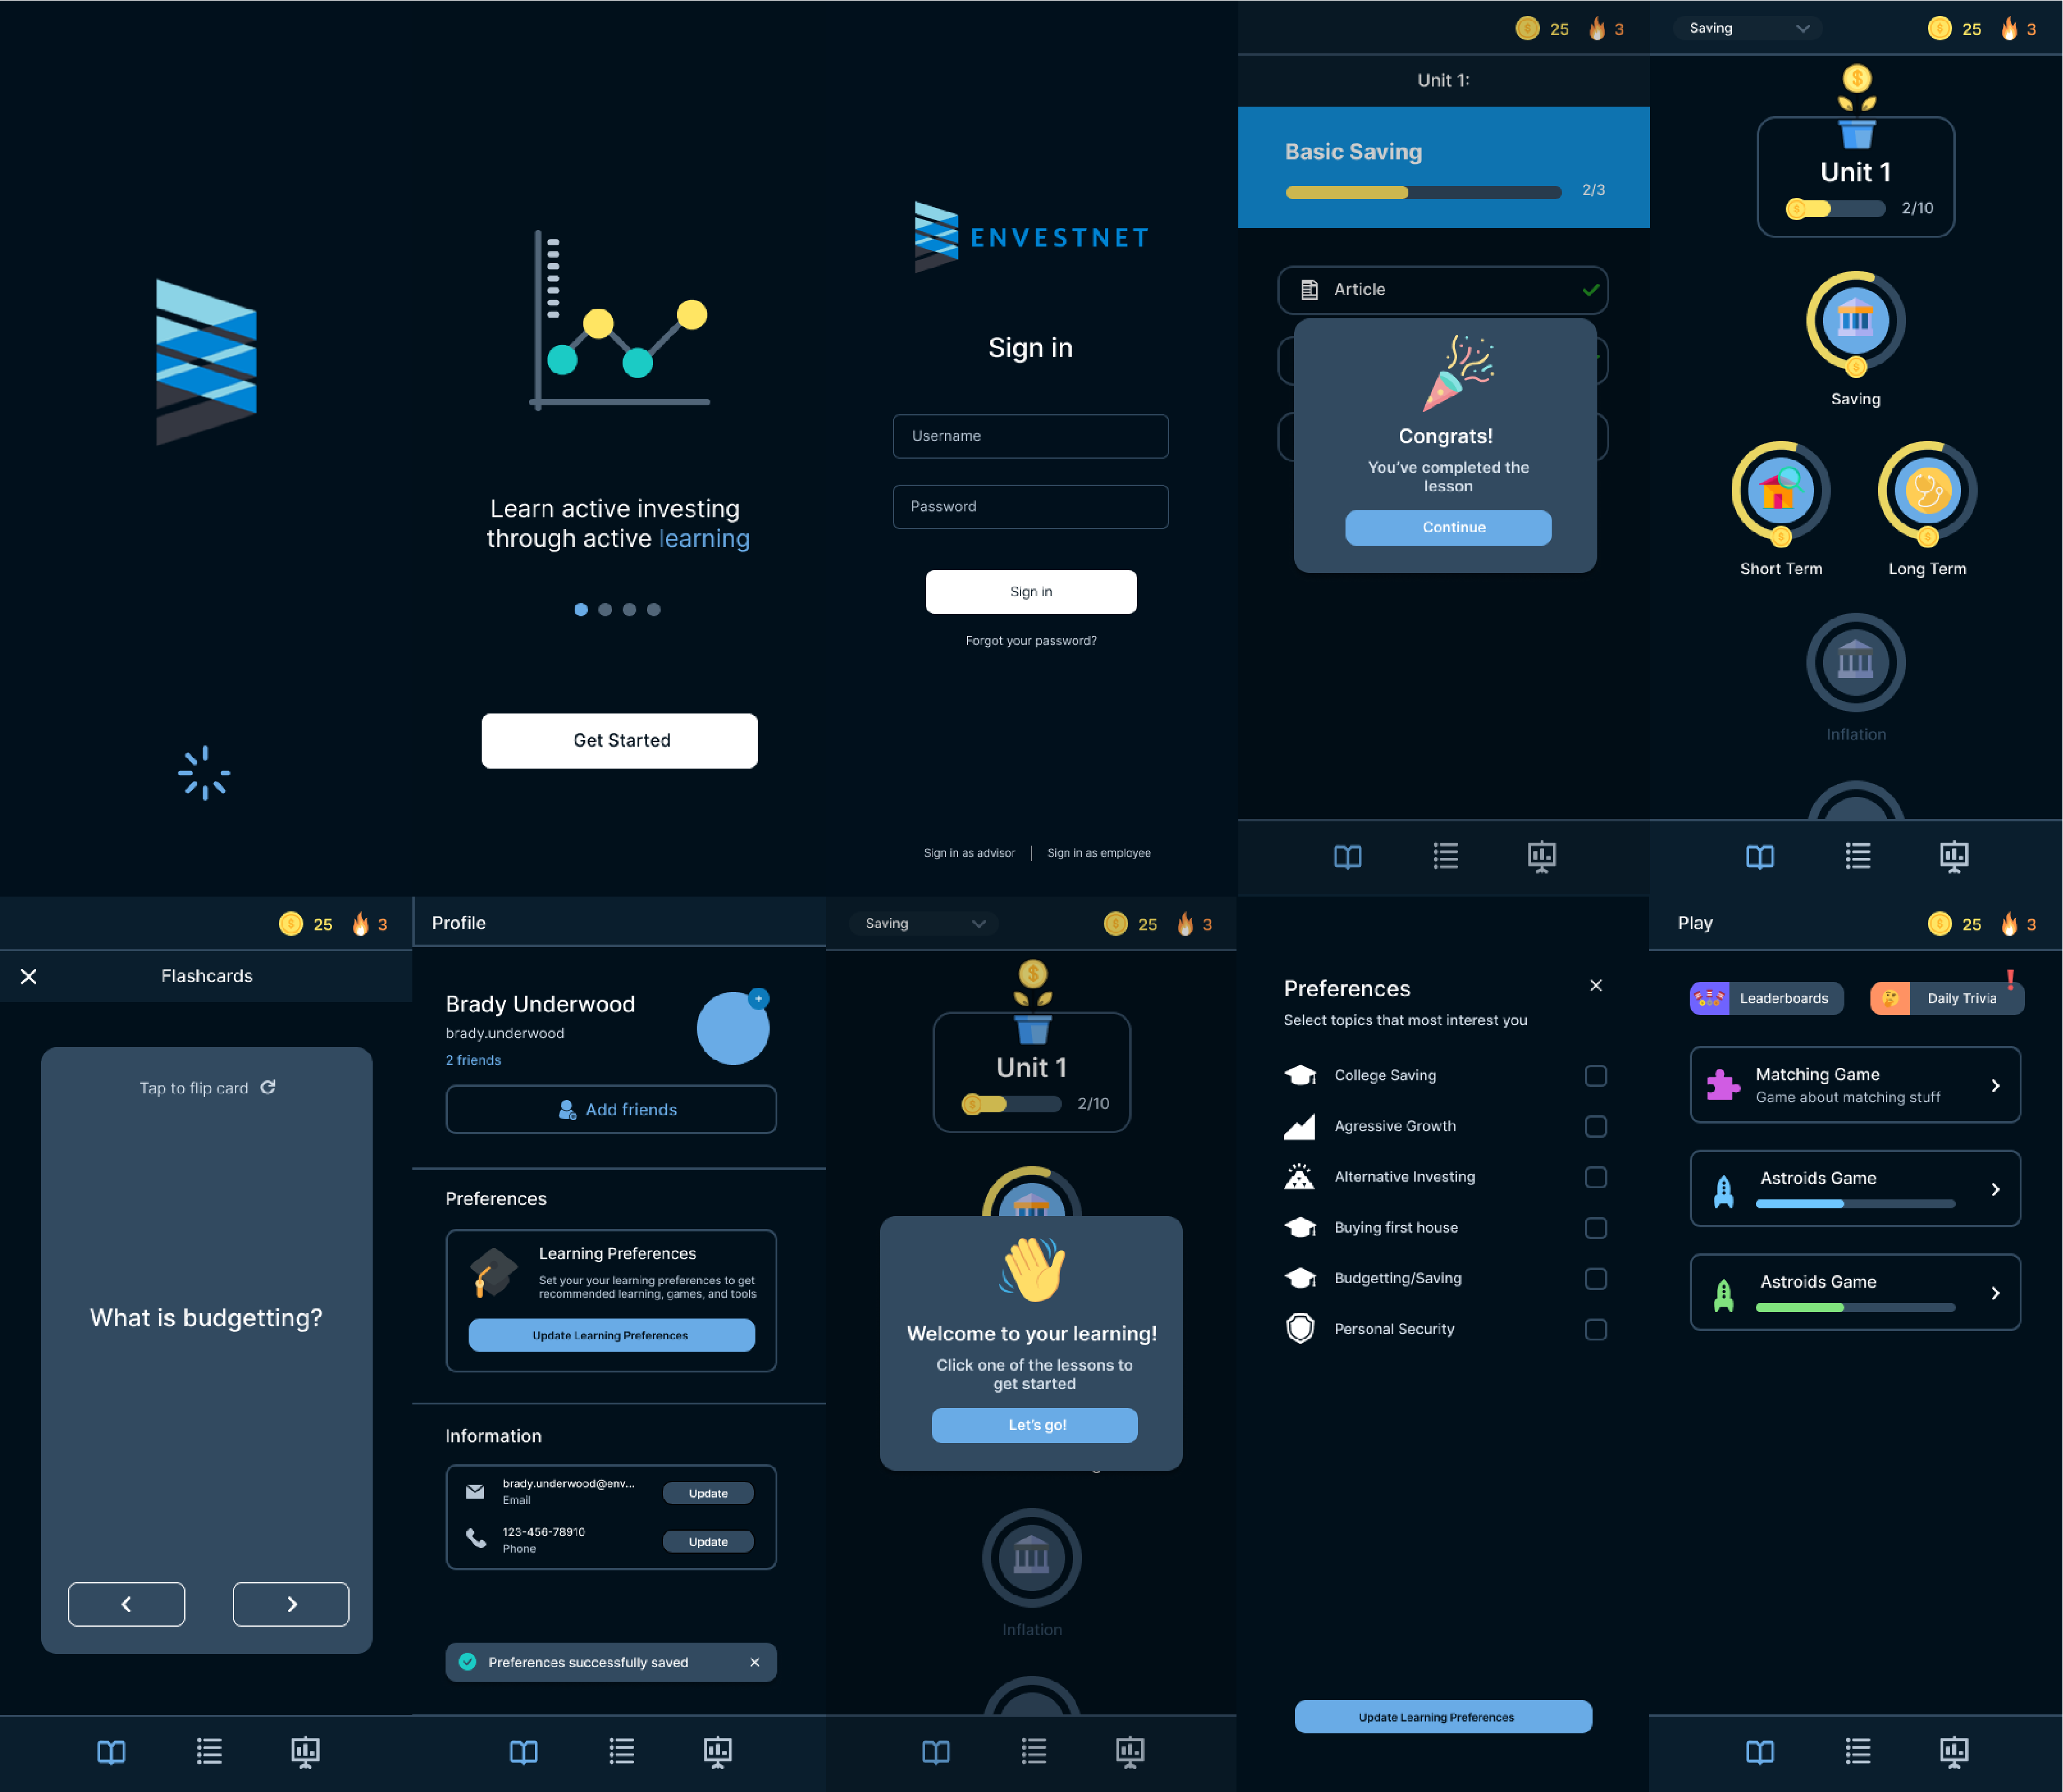 Learn active investing
through active learning
Get Started
ENVESTNET
Sign in
Username
Password
Sign in
Forgot your password?
Sign in as advisor | Sign in as employee
25 3
Unit 1:
Basic Saving
2/3
Article
Congrats!
You've completed the
lesson
Continue
Saving 25 3
Unit 1
2/10
Saving
Short Term Long Term
Inflation
25 3
Flashcards
Tap to flip card
What is budgetting?
Profile
Brady Underwood
brady.underwood
2 friends
Add friends
Preferences
Learning Preferences
Set your your learning preferences to get
recommended learning, games, and tools
Update Learning Preferences
Information
brady.underwood@env...
Email
Update
123-456-78910
Phone
Update
Preferences successfully saved
Saving 25 3
Unit 1
2/10
Welcome to your learning!
Click one of the lessons to
get started
Let's go!
Inflation
Preferences
Select topics that most interest you
College Saving
Agressive Growth
Alternative Investing
Buying first house
Budgetting/Saving
Personal Security
Update Learning Preferences
Play 25 3
Leaderboards Daily Trivia
Matching Game
Game about matching stuff
Astroids Game
Astroids Game